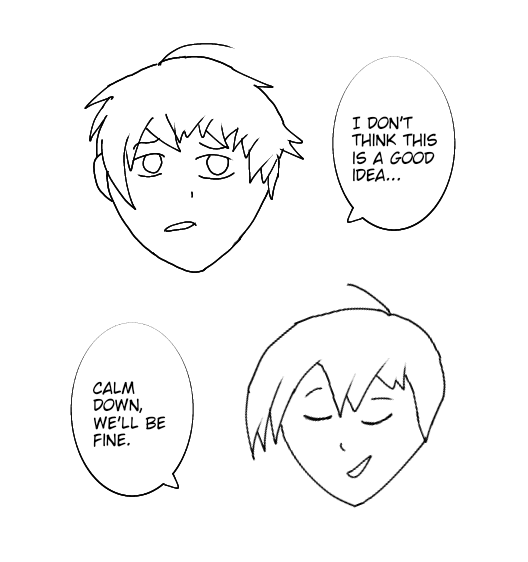 I DON'T
THINK THIS
IS A GOOD
IDEA...
CALM
DOWN,
WE'LL BE
FINE.